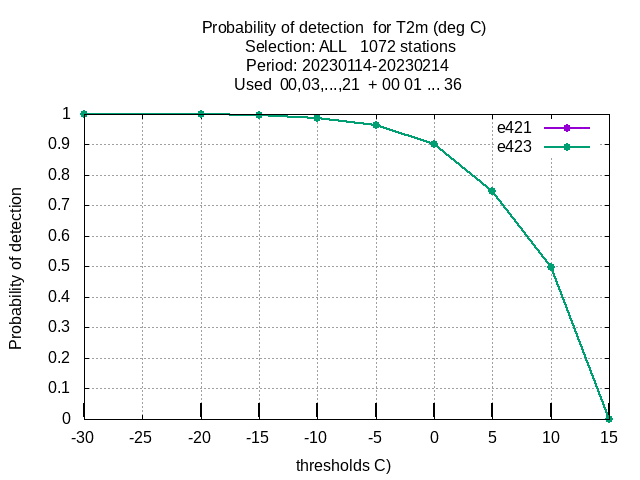 Probability of detection  for T2m (deg C)
Selection: ALL   1072 stations
Period: 20230114-20230214
Used  00,03,...,21  + 00 01 ... 36
e421
e423
Probability of detection
1
0.9
0.8
0.7
0.6
0.5
0.4
0.3
0.2
0.1
0
-30 -25 -20 -15 -10 -5 0 5 10 15
thresholds C)